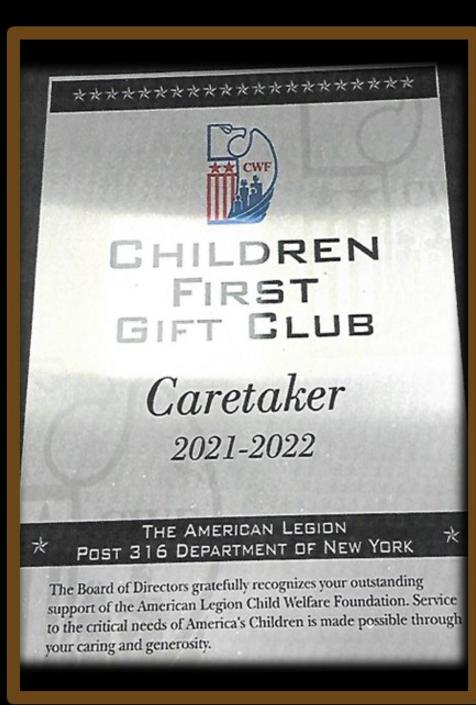 CWF
CHILDREN
FIRST
GIFT CLUB
Caretaker
2021-2022
THE AMERICAN LEGION
POST 316 DEPARTMENT OF NEW YORK
The Board of Directors gratefully recognizes your outstanding
support of the American Legion Child Welfare Foundation. Service
to the critical needs of America's Children is made possible through
your caring and generosity.